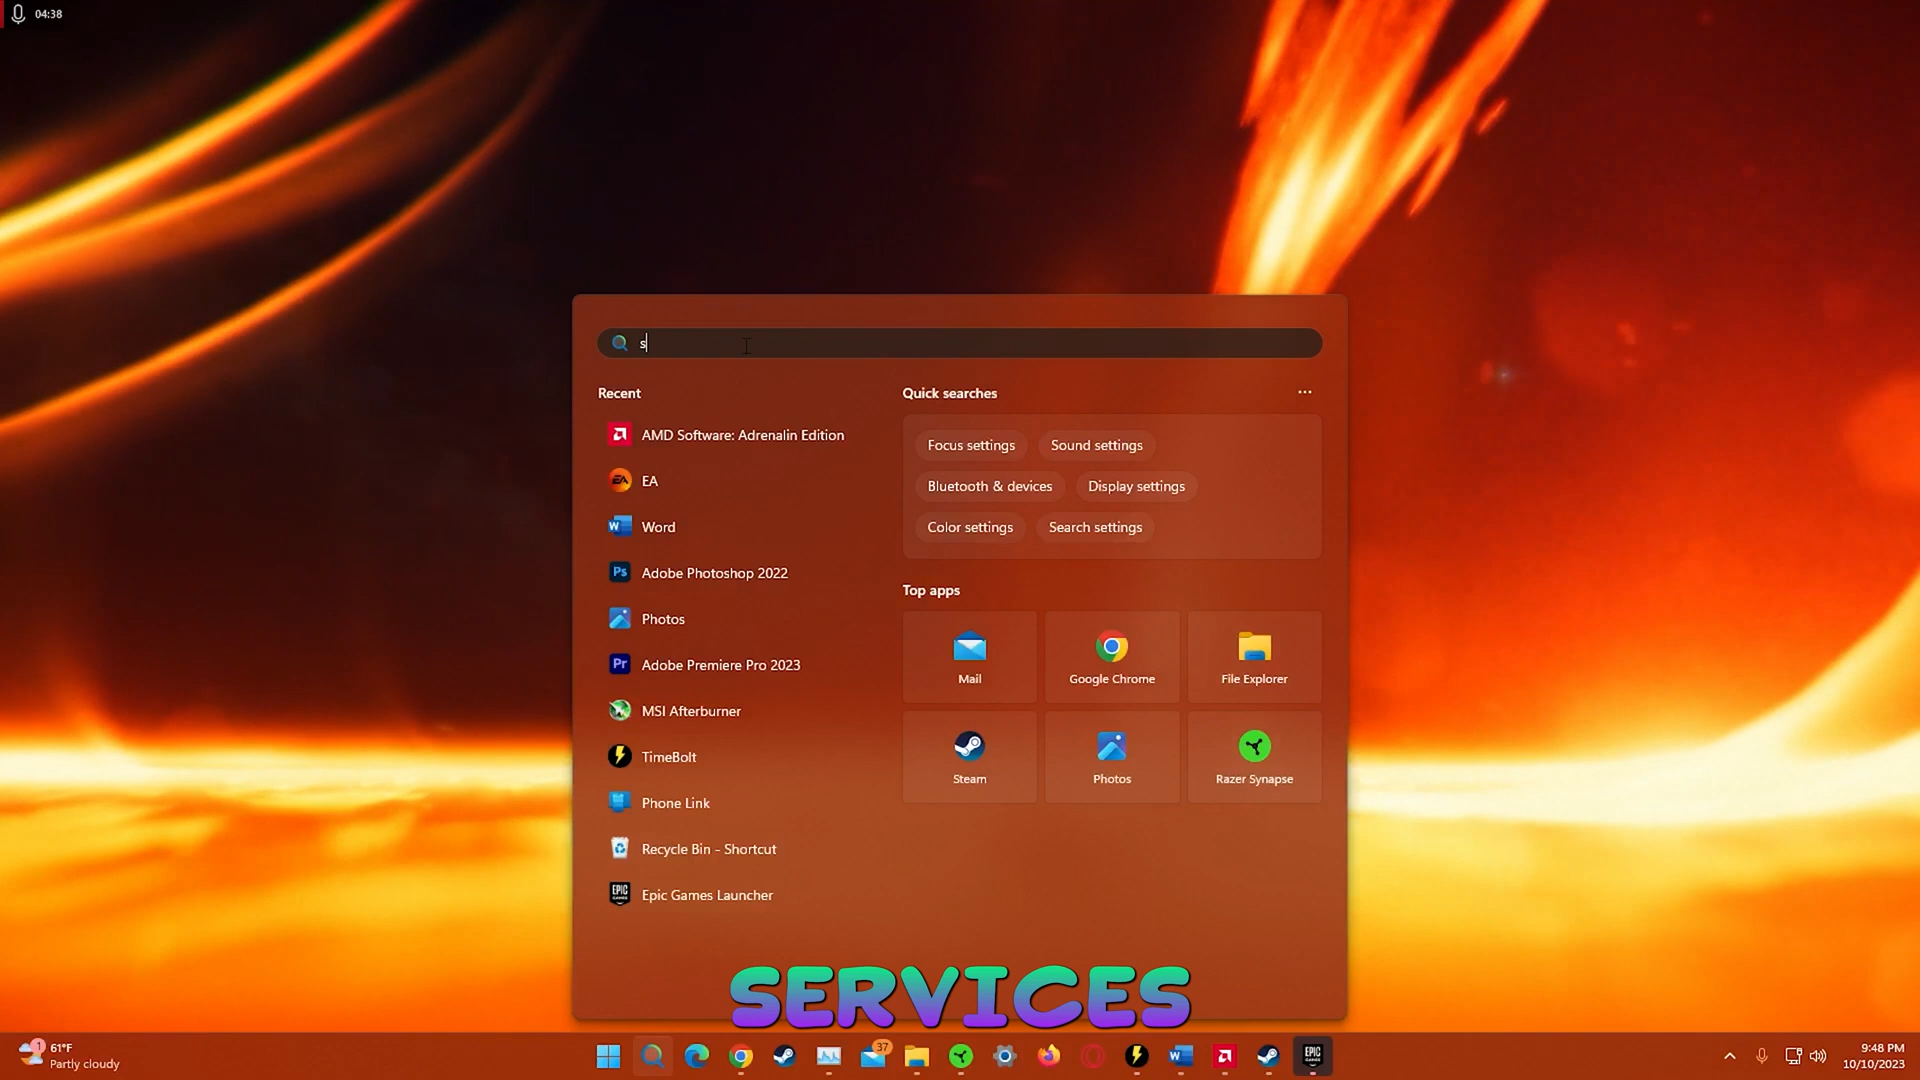 04:38
s
Recent
AMD Software: Adrenalin Edition
EA
Word
Adobe Photoshop 2022
Photos
Adobe Premiere Pro 2023
MSI Afterburner
TimeBolt
Phone Link
Recycle Bin - Shortcut
Epic Games Launcher
Quick searches
Focus settings
Sound settings
Bluetooth & devices
Display settings
Color settings
Search settings
Top apps
Mail
Google Chrome
File Explorer
Steam
Photos
Razer Synapse
SERVICES
1
61°F
Partly cloudy
37
9:48 PM
10/10/2023